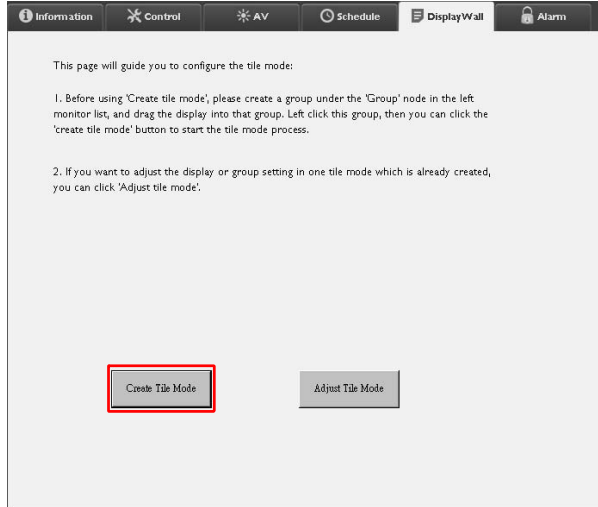 Information Control AV Schedule DisplayWall Alarm
This page will guide you to configure the tile mode:
1. Before using 'Create tile mode', please create a group under the 'Group' node in the left
monitor list, and drag the display into that group. Left click this group, then you can click the
'create tile mode' button to start the tile mode process.
2. If you want to adjust the display or group setting in one tile mode which is already created,
you can click 'Adjust tile mode'.
Create Tile Mode Adjust Tile Mode